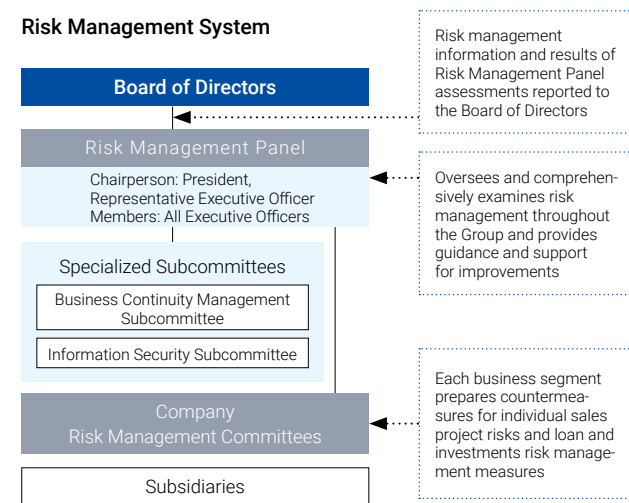 Risk Management System
Risk management
information and results of
Risk Management Panel
assessments reported to
the Board of Directors
Board of Directors
Risk Management Panel
Chairperson: President,
Representative Executive Officer
Members: All Executive Officers
Oversees and comprehen-
sively examines risk
management throughout
the Group and provides
guidance and support
for improvements
Specialized Subcommittees
Business Continuity Management
Subcommittee
Information Security Subcommittee
Company
Risk Management Committees
Each business segment
prepares countermea-
sures for individual sales
project risks and loan and
investments risk manage-
ment measures
Subsidiaries